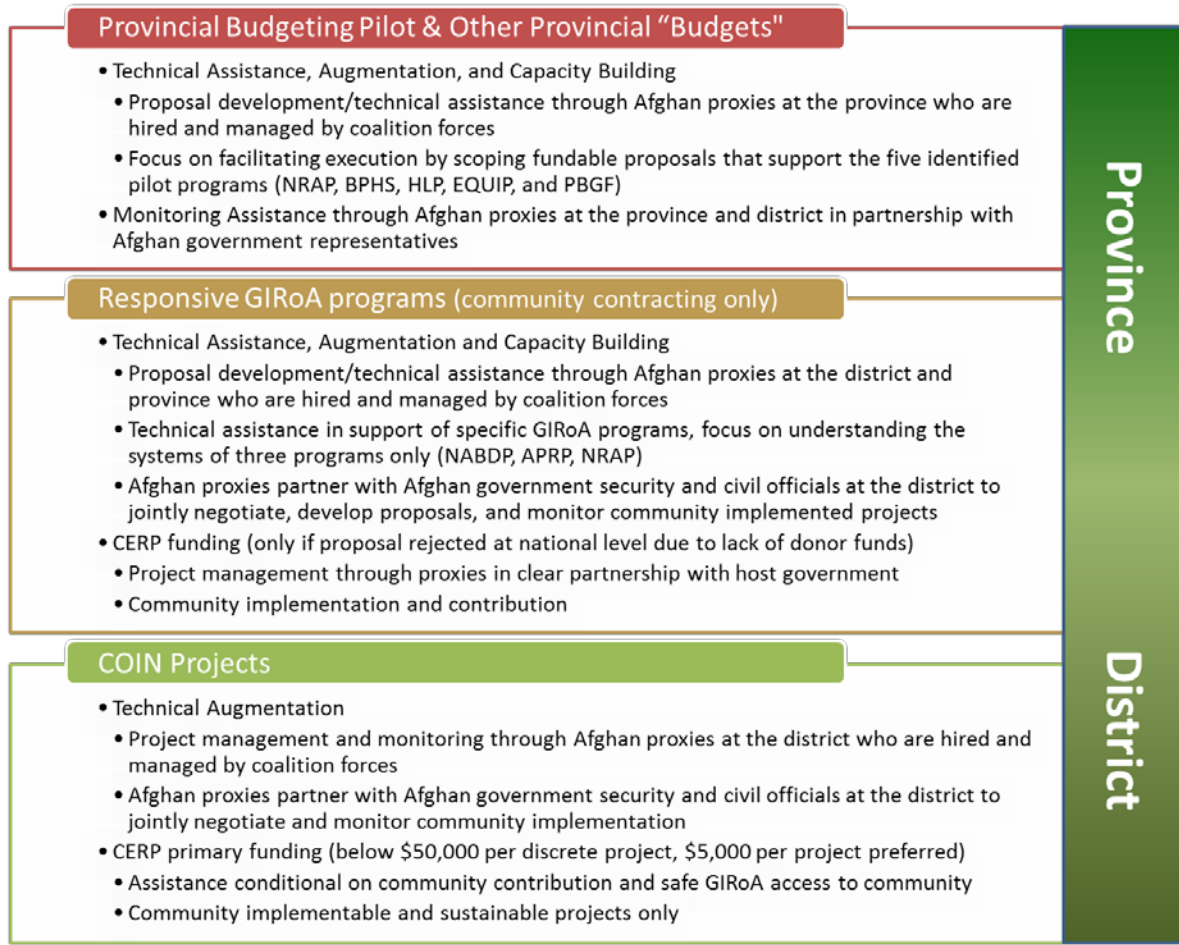 Provincial Budgeting Pilot & Other Provincial “Budgets"
• Technical Assistance, Augmentation, and Capacity Building
• Proposal development/technical assistance through Afghan proxies at the province who are
hired and managed by coalition forces
• Focus on facilitating execution by scoping fundable proposals that support the five identified
pilot programs (NRAP, BPHS, HLP, EQUIP, and PBGF)
• Monitoring Assistance through Afghan proxies at the province and district in partnership with
Afghan government representatives
Responsive GIRoA programs (community contracting only)
• Technical Assistance, Augmentation and Capacity Building
• Proposal development/technical assistance through Afghan proxies at the district and
province who are hired and managed by coalition forces
• Technical assistance in support of specific GIRoA programs, focus on understanding the
systems of three programs only (NABDP, APRP, NRAP)
• Afghan proxies partner with Afghan government security and civil officials at the district to
jointly negotiate, develop proposals, and monitor community implemented projects
• CERP funding (only if proposal rejected at national level due to lack of donor funds)
• Project management through proxies in clear partnership with host government
• Community implementation and contribution
COIN Projects
• Technical Augmentation
• Project management and monitoring through Afghan proxies at the district who are hired and
managed by coalition forces
• Afghan proxies partner with Afghan government security and civil officials at the district to
jointly negotiate and monitor community implementation
• CERP primary funding (below $50,000 per discrete project, $5,000 per project preferred)
• Assistance conditional on community contribution and safe GIRoA access to community
• Community implementable and sustainable projects only
Province
District